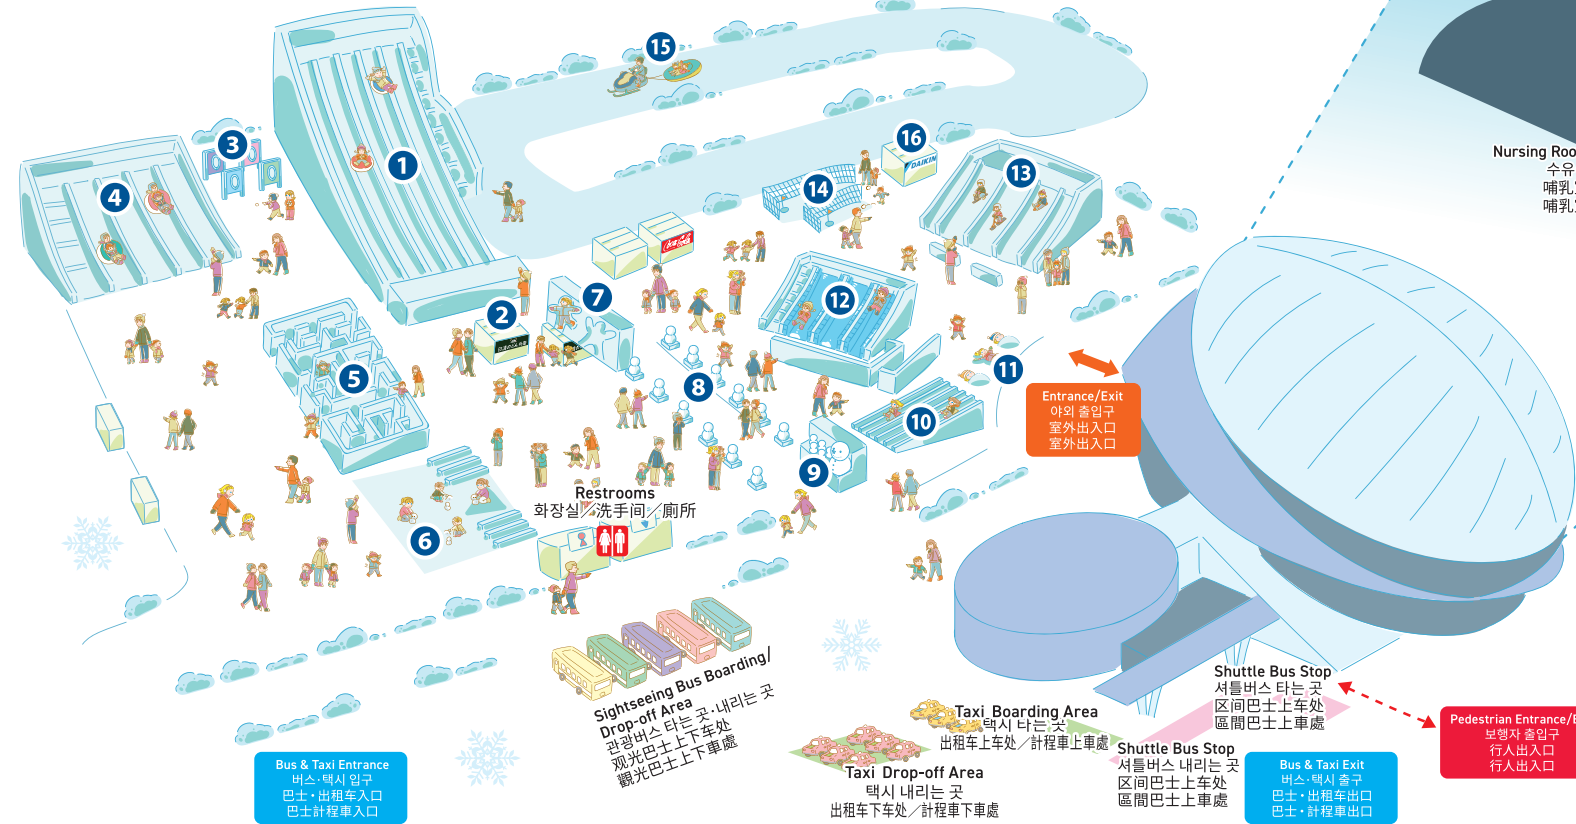 15
3
16
DAIKIN
1
13
4
14
Nursing Roo
수유
哺乳
哺乳
Coca-Cola
7
12
2
5
8
11
10
9
6
Entrance/Exit
야외 출입구
室外出入口
室外出入口
Restrooms
화장실／洗手间／廁所
Sightseeing Bus Boarding/
Drop-off Area
관광버스 타는 곳·내리는 곳
观光巴士上下车处
觀光巴士上下車處
Shuttle Bus Stop
셔틀버스 타는 곳
区间巴士上车处
區間巴士上車處
Taxi Boarding Area
택시 타는 곳
出租车上车处／計程車上車處
Taxi Drop-off Area
택시 내리는 곳
出租车下车处／計程車下車處
Shuttle Bus Stop
셔틀버스 내리는 곳
区间巴士上车处
區間巴士上車處
Pedestrian Entrance/E
보행자 출입구
行人出入口
行人出入口
Bus & Taxi Entrance
버스·택시 입구
巴士・出租车入口
巴士計程車入口
Bus & Taxi Exit
버스·택시 출구
巴士・出租车出口
巴士・計程車出口